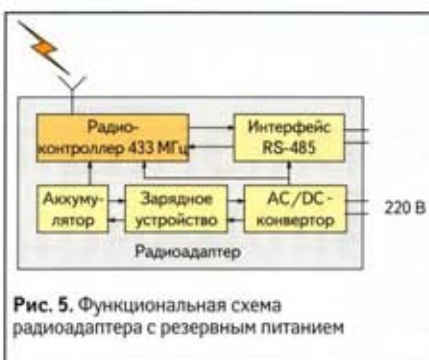 Радио-
контроллер 433 МГц
Интерфейс
RS-485
Аккуму-
лятор
Зарядное
устройство
AC/DC-
конвертор
220 В
Радиоадаптер
Рис. 5. Функциональная схема
радиоадаптера с резервным питанием